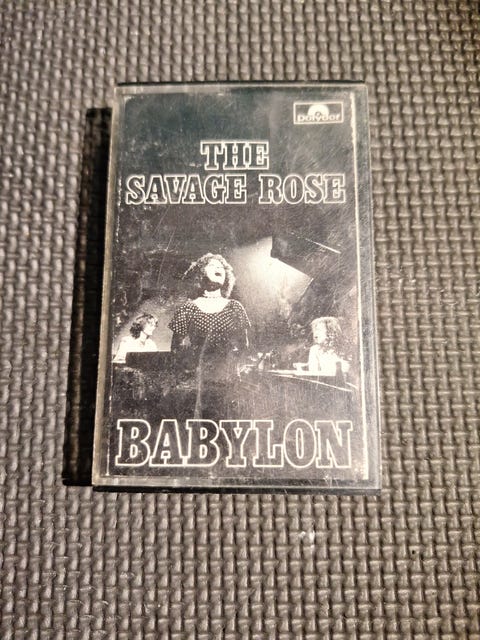 Polydor
THE
SAVAGE ROSE
BABYLON